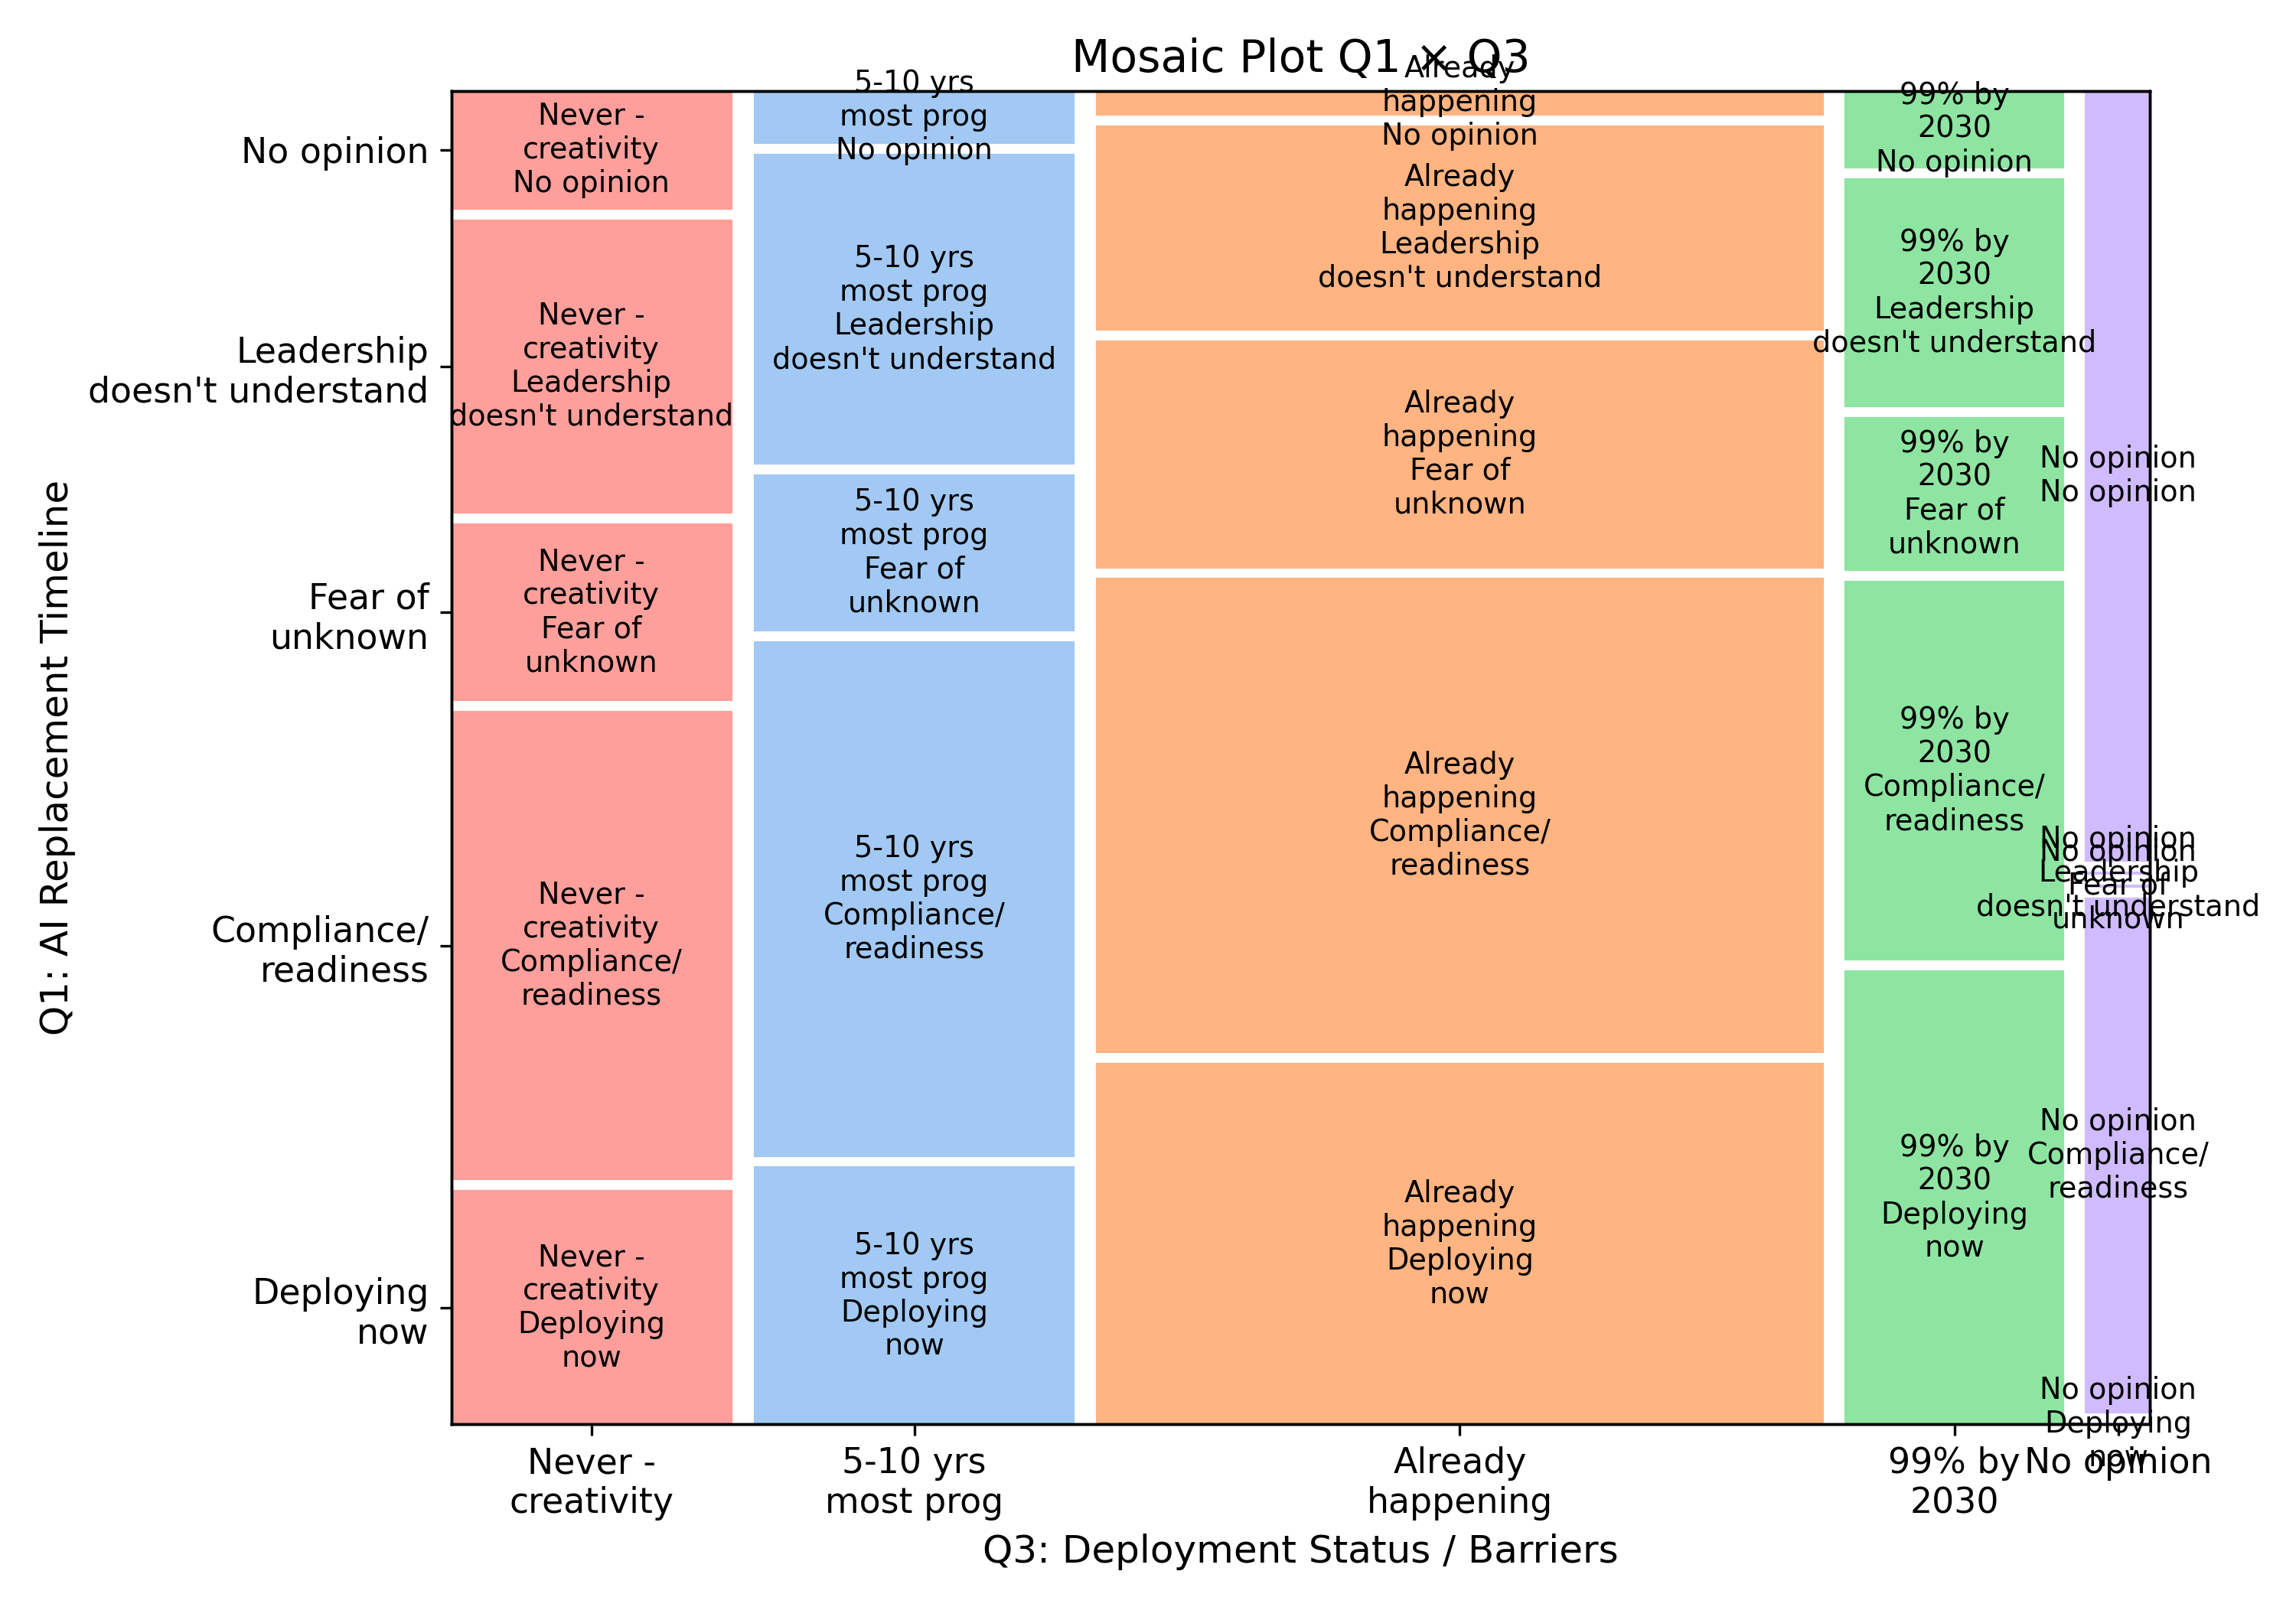 Mosaic Plot Q1 × Q3
Q1: AI Replacement Timeline
No opinion
Leadership
doesn't understand
Fear of
unknown
Compliance/
readiness
Deploying
now
Never -
creativity
No opinion
Never -
creativity
Leadership
doesn't understand
Never -
creativity
Fear of
unknown
Never -
creativity
Compliance/
readiness
Never -
creativity
Deploying
now
5-10 yrs
most prog
No opinion
5-10 yrs
most prog
Leadership
doesn't understand
5-10 yrs
most prog
Fear of
unknown
5-10 yrs
most prog
Compliance/
readiness
5-10 yrs
most prog
Deploying
now
Already
happening
No opinion
Already
happening
Leadership
doesn't understand
Already
happening
Fear of
unknown
Already
happening
Compliance/
readiness
Already
happening
Deploying
now
99% by
2030
No opinion
99% by
2030
Leadership
doesn't understand
99% by
2030
Fear of
unknown
99% by
2030
Compliance/
readiness
99% by
2030
Deploying
now
No opinion
No opinion
No opinion
Leadership
doesn't understand
No opinion
Fear of
unknown
No opinion
Compliance/
readiness
No opinion
Deploying
now
Never -
creativity
5-10 yrs
most prog
Already
happening
99% by
2030
No opinion
Q3: Deployment Status / Barriers